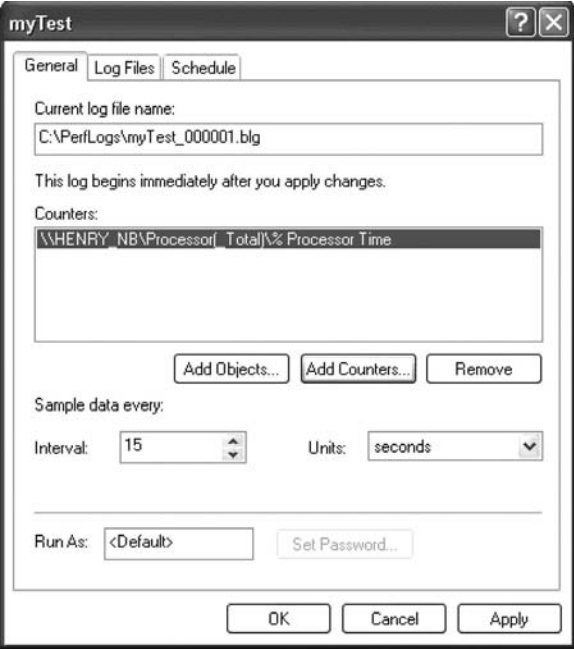 myTest
General Log Files Schedule
Current log file name:
C:\PerfLogs\myTest_000001.blg
This log begins immediately after you apply changes.
Counters:
\\HENRY_NB\Processor(_Total)\% Processor Time
Add Objects... Add Counters... Remove
Sample data every:
Interval: 15 Units: seconds
Run As: <Default> Set Password...
OK Cancel Apply